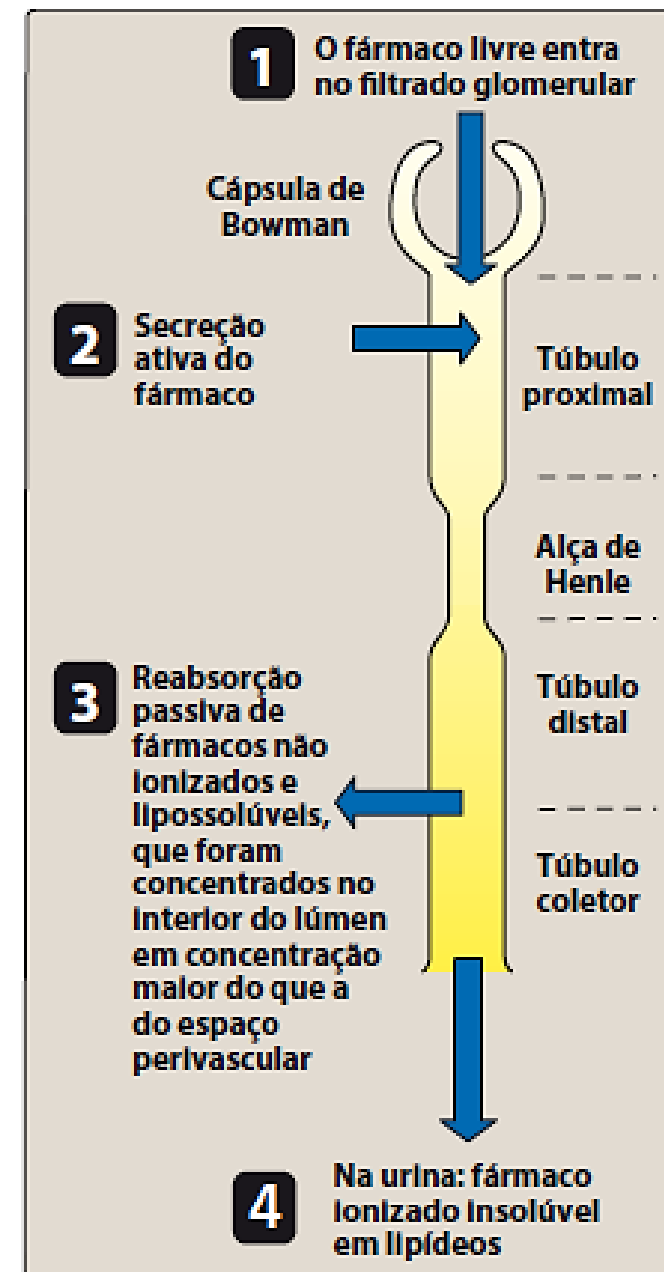 1
O fármaco livre entra
no filtrado glomerular
Cápsula de
Bowman
2
Secreção
ativa do
fármaco
Túbulo
proximal
Alça de
Henle
3
Reabsorção
passiva de
fármacos não
ionizados e
lipossolúveis,
que foram
concentrados no
interior do lúmen
em concentração
maior do que a
do espaço
perivascular
Túbulo
distal
Túbulo
coletor
4
Na urina: fármaco
ionizado insolúvel
em lipídeos